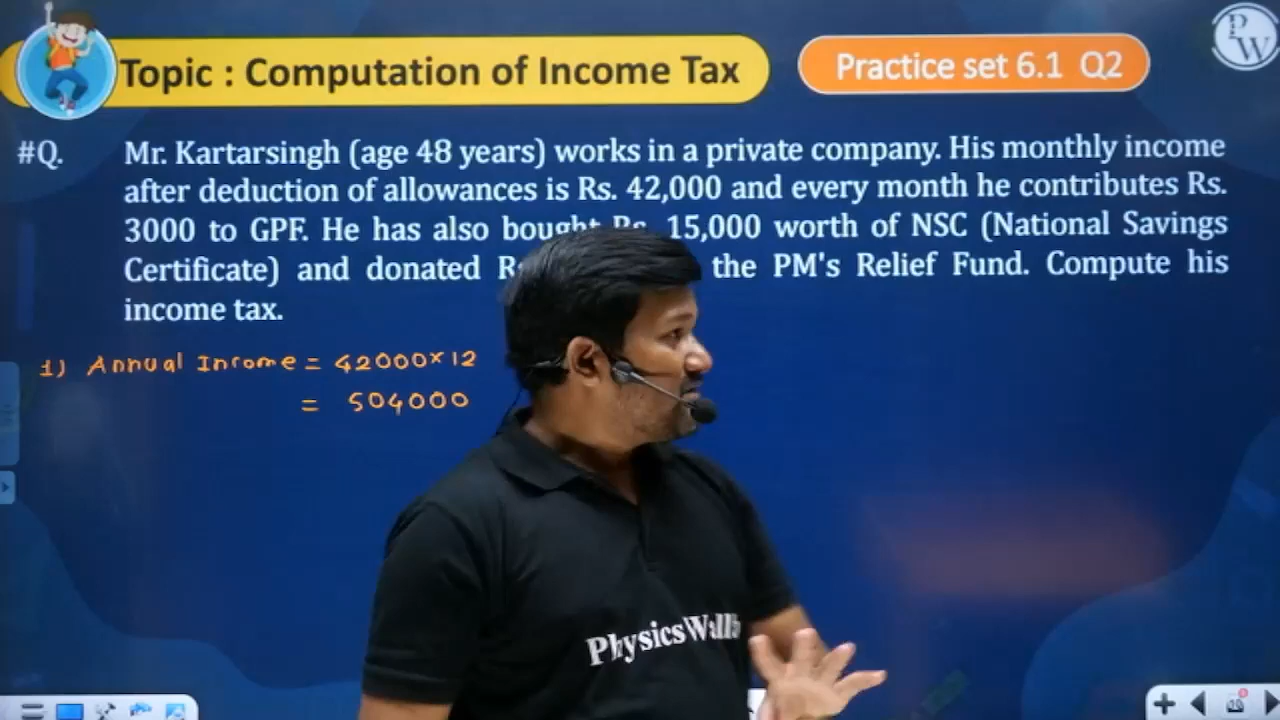 Topic : Computation of Income Tax
Practice set 6.1 Q2
PW
#Q. Mr. Kartarsingh (age 48 years) works in a private company. His monthly income
after deduction of allowances is Rs. 42,000 and every month he contributes Rs.
3000 to GPF. He has also bought Rs. 15,000 worth of NSC (National Savings
Certificate) and donated the PM's Relief Fund. Compute his
income tax.
1) Annual Income = 42000×12
= 504000
PhysicsWallah